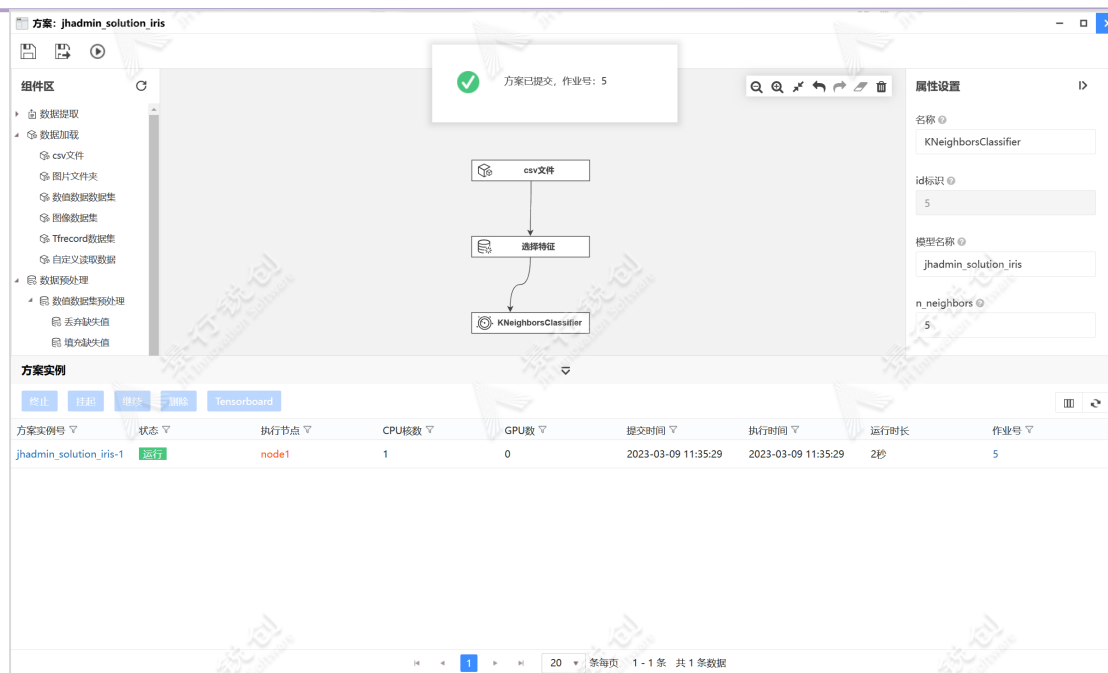 方案：jhadmin_solution_iris
方案已提交，作业号：5
组件区
数据提取
数据加载
csv文件
图片文件夹
数值数据数据集
图像数据集
Tfrecord数据集
自定义读取数据
数据预处理
数值数据集预处理
丢弃缺失值
填充缺失值
csv文件
选择特征
KNeighborsClassifier
属性设置
名称
KNeighborsClassifier
id标识
5
模型名称
jhadmin_solution_iris
n_neighbors
5
方案实例
终止 挂起 继续 删除 Tensorboard
方案实例号 状态 执行节点 CPU核数 GPU数 提交时间 执行时间 运行时长 作业号
jhadmin_solution_iris-1 运行 node1 1 0 2023-03-09 11:35:29 2023-03-09 11:35:29 2秒 5
1 20 条每页 1 - 1 条 共 1 条数据